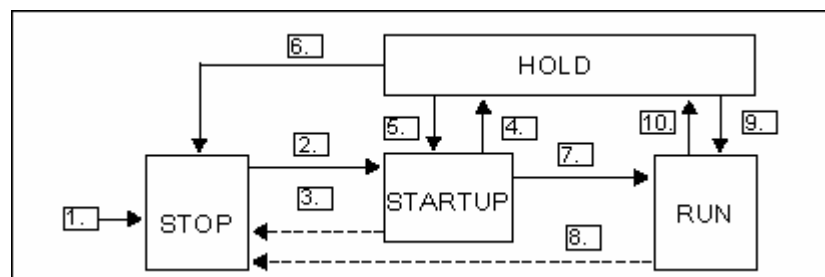 6.
HOLD
5.
4.
10.
9.
2.
7.
1.
STOP
3.
STARTUP
RUN
8.